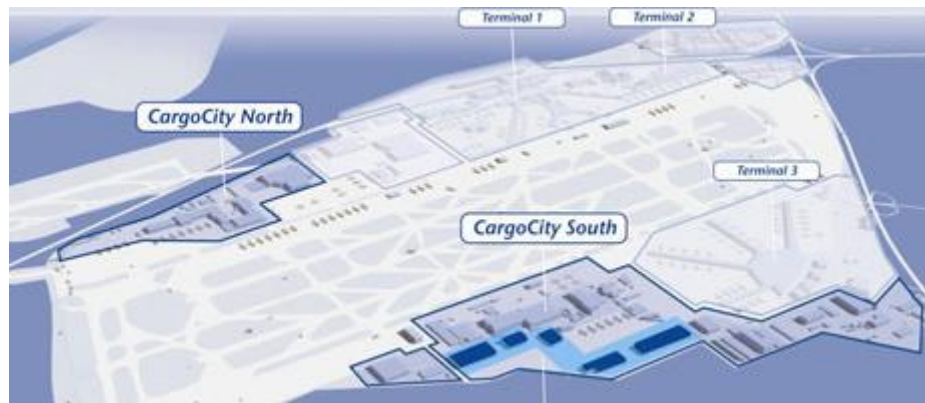 Terminal 1
Terminal 2
CargoCity North
Terminal 3
CargoCity South